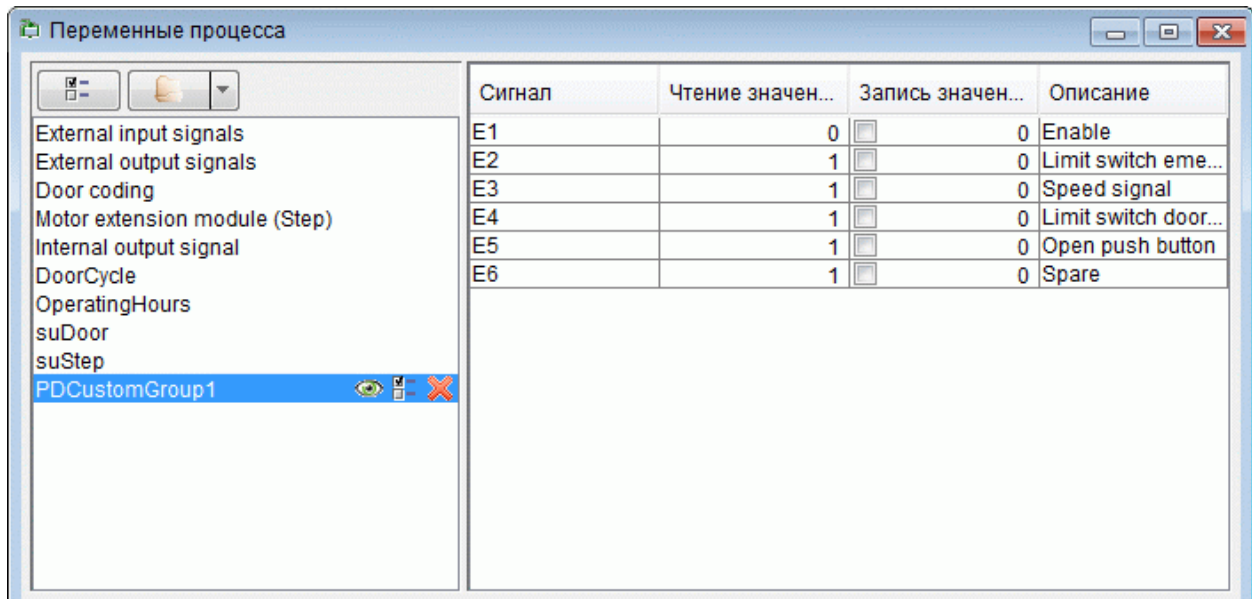 Переменные процесса
External input signals
External output signals
Door coding
Motor extension module (Step)
Internal output signal
DoorCycle
OperatingHours
suDoor
suStep
PDCustomGroup1
Сигнал Чтение значен... Запись значен... Описание
E1 0 0 Enable
E2 1 0 Limit switch eme...
E3 1 0 Speed signal
E4 1 0 Limit switch door...
E5 1 0 Open push button
E6 1 0 Spare